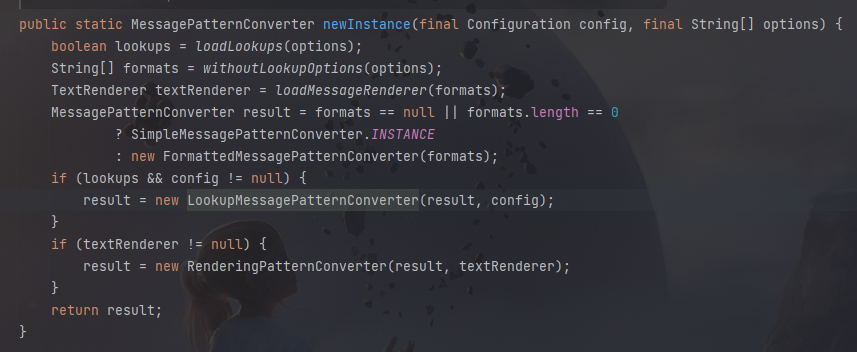 public static MessagePatternConverter newInstance(final Configuration config, final String[] options) {
    boolean lookups = loadLookups(options);
    String[] formats = withoutLookupOptions(options);
    TextRenderer textRenderer = loadMessageRenderer(formats);
    MessagePatternConverter result = formats == null || formats.length == 0
            ? SimpleMessagePatternConverter.INSTANCE
            : new FormattedMessagePatternConverter(formats);
    if (lookups && config != null) {
        result = new LookupMessagePatternConverter(result, config);
    }
    if (textRenderer != null) {
        result = new RenderingPatternConverter(result, textRenderer);
    }
    return result;
}